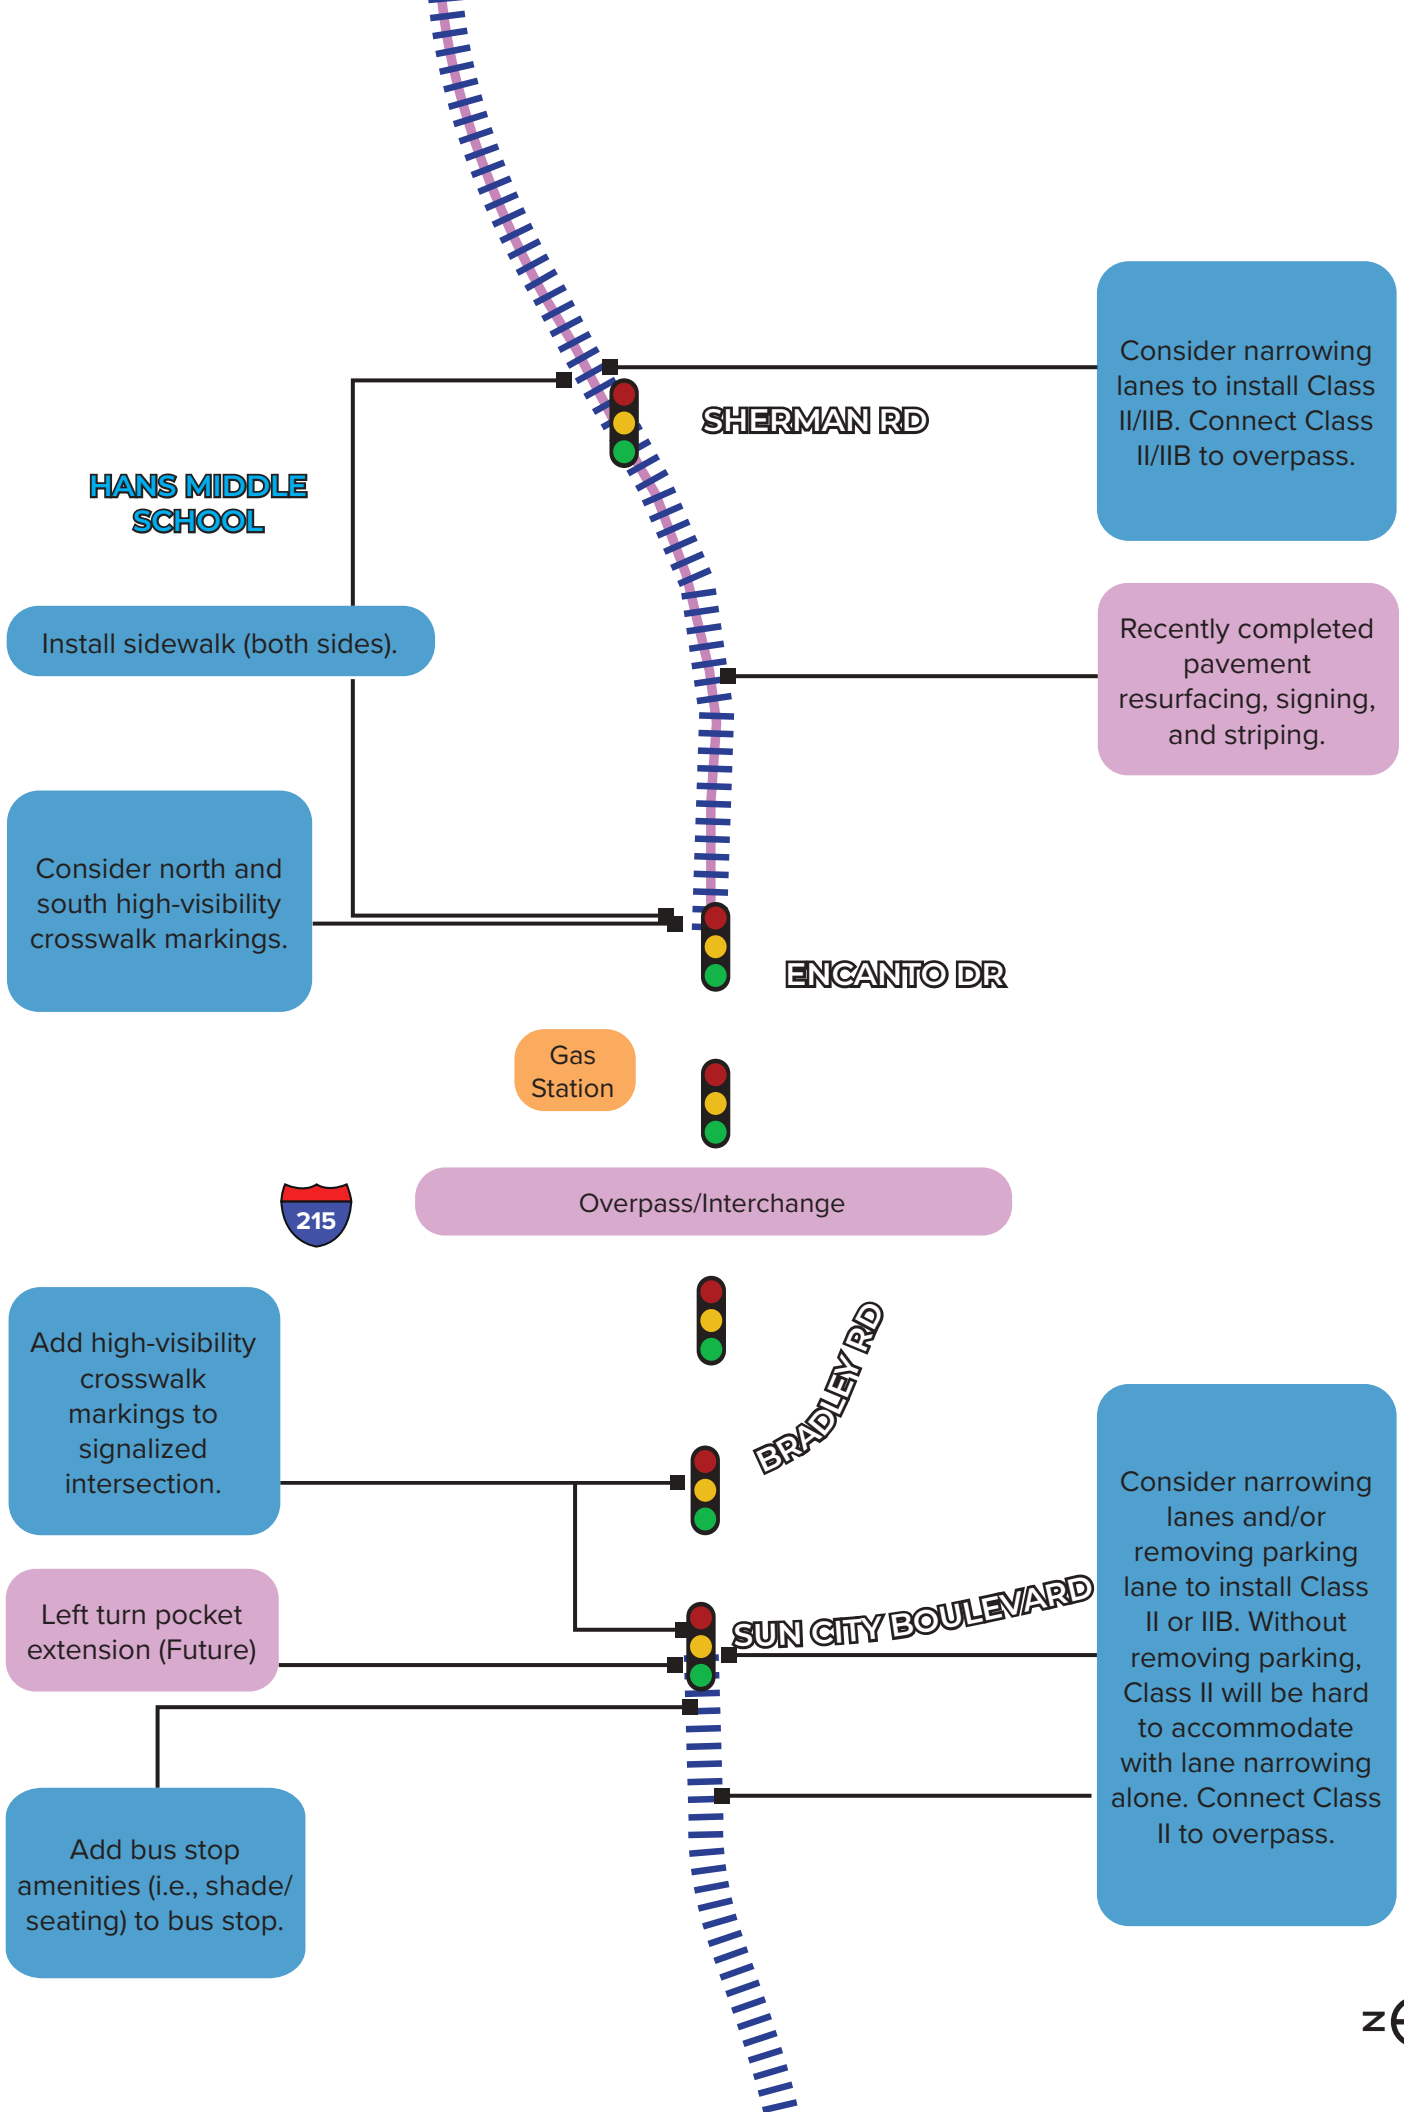 Consider narrowing
lanes to install Class
II/IIB. Connect Class
II/IIB to overpass.
SHERMAN RD
HANS MIDDLE
SCHOOL
Install sidewalk (both sides).
Recently completed
pavement
resurfacing, signing,
and striping.
Consider north and
south high-visibility
crosswalk markings.
ENCANTO DR
Gas
Station
Overpass/Interchange
215
Add high-visibility
crosswalk
markings to
signalized
intersection.
BRADLEY RD
Left turn pocket
extension (Future)
SUN CITY BOULEVARD
Consider narrowing
lanes and/or
removing parking
lane to install Class
II or IIB. Without
removing parking,
Class II will be hard
to accommodate
with lane narrowing
alone. Connect Class
II to overpass.
Add bus stop
amenities (i.e., shade/
seating) to bus stop.
N